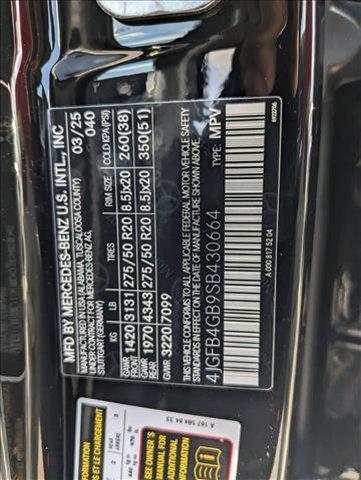 MFD BY MERCEDES-BENZ U.S. INTL., INC
IN ALABAMA / USA (TUSCALOOSA COUNTY) 03/25
UNDER CONTRACT FOR MERCEDES-BENZ AG, 040
STUTTGART (GERMANY)
KG LB TIRES RIM SIZE COLD KPA(PSI)
GAWR FRONT 1420 3131 275/50 R20 8.5Jx20 260(38)
GAWR REAR 1970 4343 275/50 R20 8.5Jx20 350(51)
GVWR 3220 7099
THIS VEHICLE CONFORMS TO ALL APPLICABLE FEDERAL MOTOR VEHICLE SAFETY
STANDARDS IN EFFECT ON THE DATE OF MANUFACTURE SHOWN ABOVE.
4JGFB4GB9SB430664 TYPE: MPV
A 000 817 52 04
A 167 584 84 33
ET LE CHARGEMENT
SEE OWNER'S
MANUAL FOR
ADDITIONAL
INFORMATION